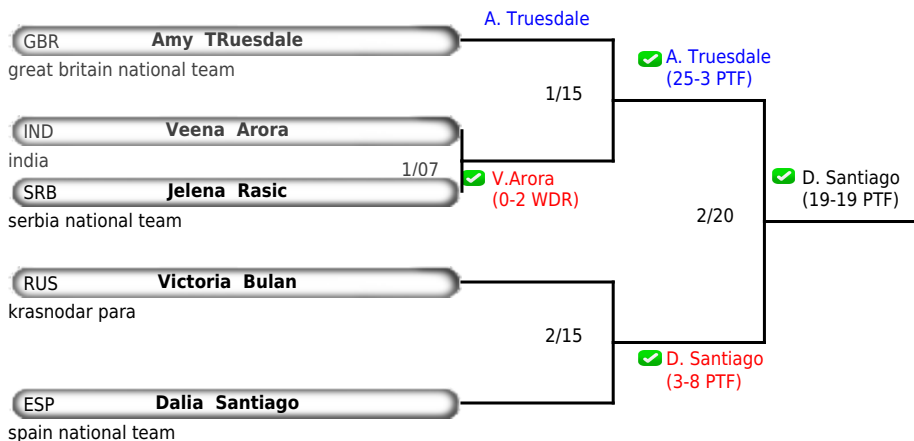 A. Truesdale
GBR Amy TRuesdale
great britain national team
A. Truesdale
(25-3 PTF)
1/15
IND Veena Arora
india
1/07
V.Arora
(0-2 WDR)
SRB Jelena Rasic
serbia national team
D. Santiago
(19-19 PTF)
2/20
RUS Victoria Bulan
krasnodar para
2/15
D. Santiago
(3-8 PTF)
ESP Dalia Santiago
spain national team